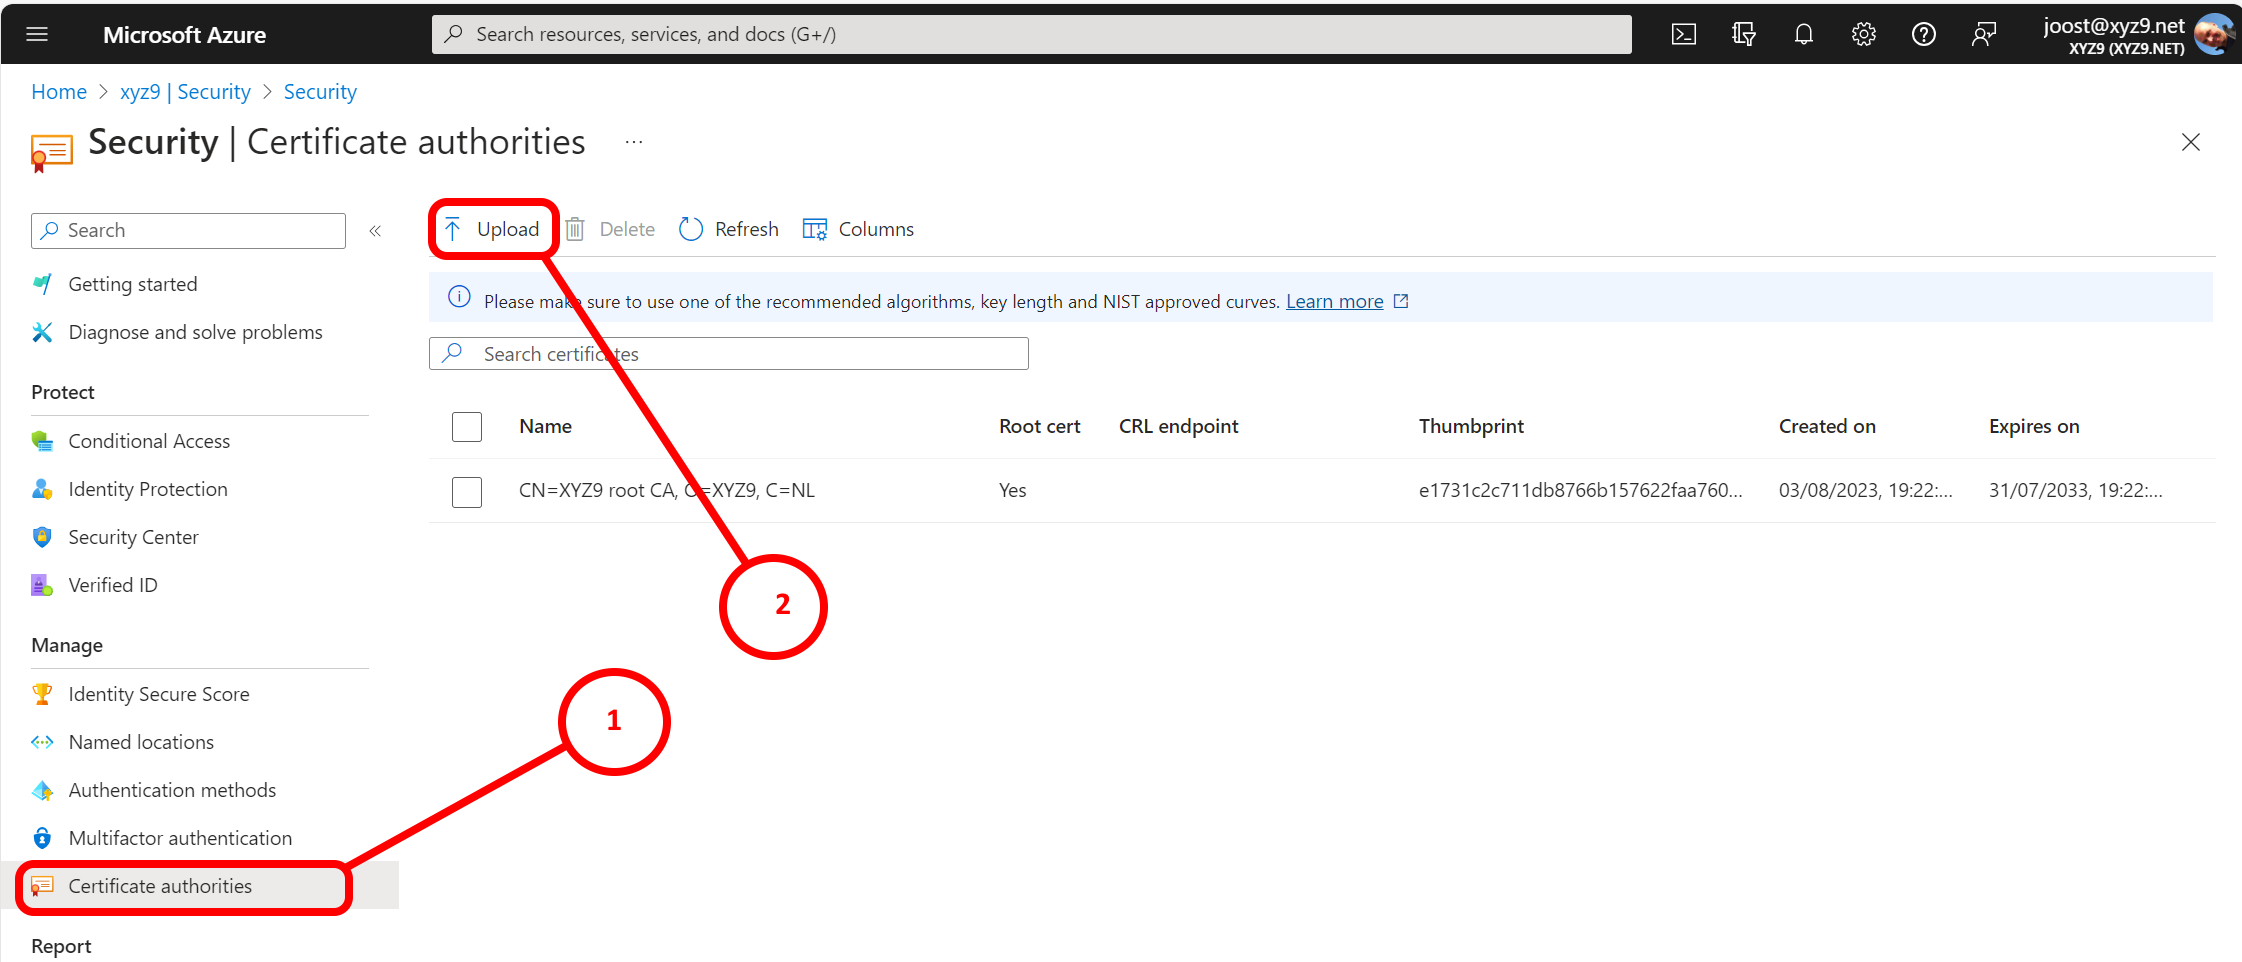 Microsoft Azure
Search resources, services, and docs (G+/)
joost@xyz9.net
XYZ9 (XYZ9.NET)
Home > xyz9 | Security > Security
Security | Certificate authorities ...
Search «
Getting started
Diagnose and solve problems
Protect
Conditional Access
Identity Protection
Security Center
Verified ID
Manage
Identity Secure Score
Named locations
Authentication methods
Multifactor authentication
Certificate authorities
Report
Upload Delete Refresh Columns
Please make sure to use one of the recommended algorithms, key length and NIST approved curves. Learn more
Search certificates
Name Root cert CRL endpoint Thumbprint Created on Expires on
CN=XYZ9 root CA, O=XYZ9, C=NL Yes e1731c2c711db8766b157622faa760... 03/08/2023, 19:22:... 31/07/2033, 19:22:...
2
1